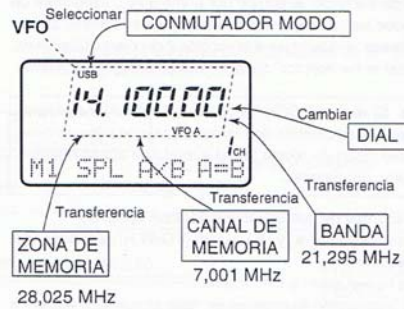 VFO
Seleccionar
CONMUTADOR MODO
USB
14.100.00
VFO A
1CH
M1 SPL A/B A=B
Cambiar
DIAL
Transferencia
ZONA DE
MEMORIA
28,025 MHz
Transferencia
CANAL DE
MEMORIA
7,001 MHz
Transferencia
BANDA
21,295 MHz